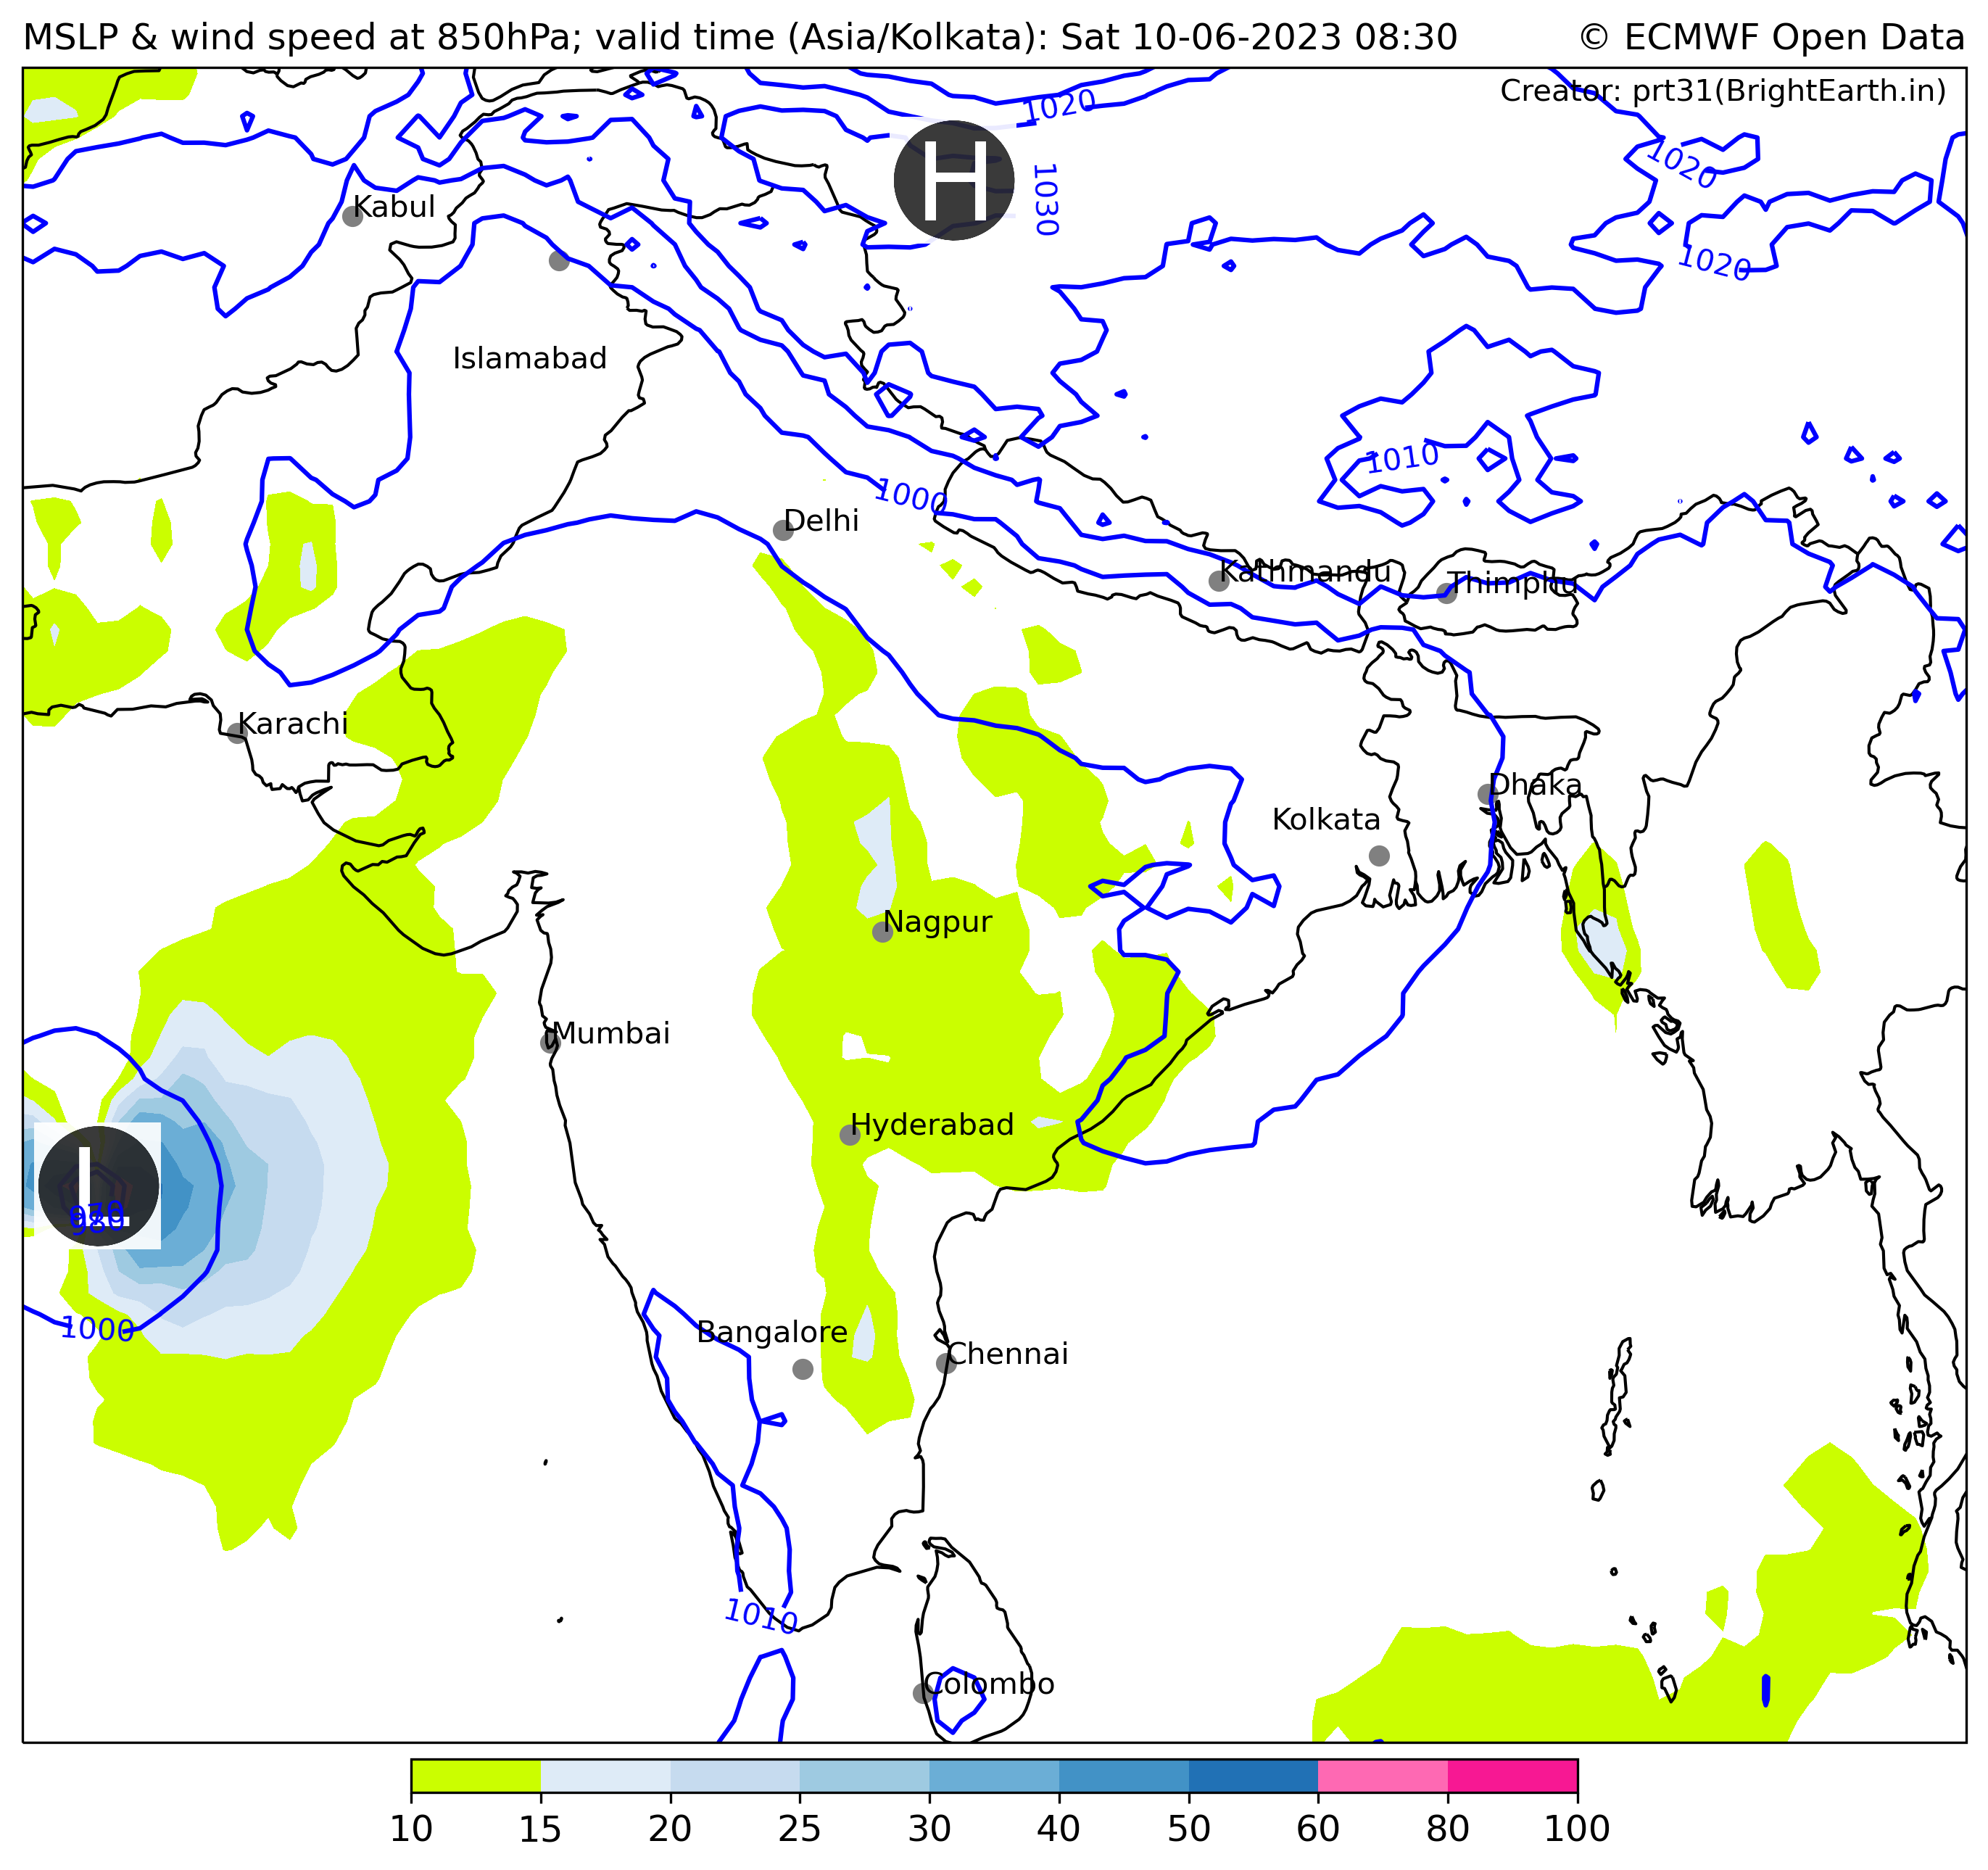 MSLP & wind speed at 850hPa; valid time (Asia/Kolkata): Sat 10-06-2023 08:30
© ECMWF Open Data
Creator: prt31(BrightEarth.in)
1020
1020
H
1030
Kabul
1020
Islamabad
1010
1000
Delhi
Kathmandu
Thimphu
Karachi
Dhaka
Kolkata
Nagpur
Mumbai
Hyderabad
L
980
1000
Bangalore
Chennai
1010
Colombo
10 15 20 25 30 40 50 60 80 100